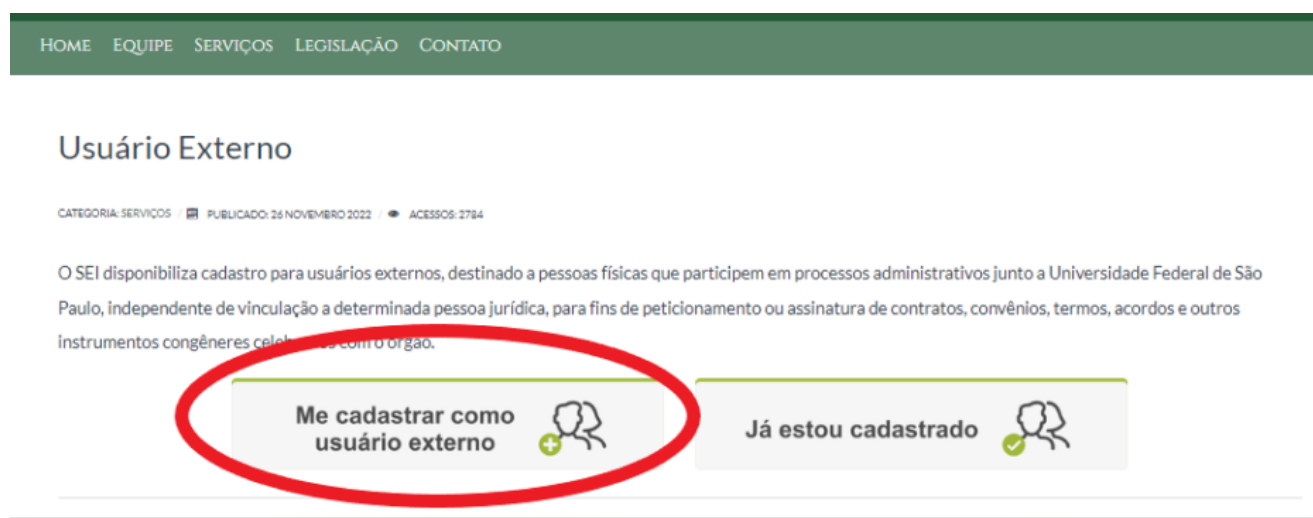 Home Equipe Serviços Legislação Contato
Usuário Externo
CATEGORIA: SERVIÇOS / PUBLICADO: 26 NOVEMBRO 2022 / ACESSOS: 2784
O SEI disponibiliza cadastro para usuários externos, destinado a pessoas físicas que participem em processos administrativos junto a Universidade Federal de São
Paulo, independente de vinculação a determinada pessoa jurídica, para fins de peticionamento ou assinatura de contratos, convênios, termos, acordos e outros
instrumentos congêneres celebrados com o órgão.
Me cadastrar como
usuário externo
Já estou cadastrado